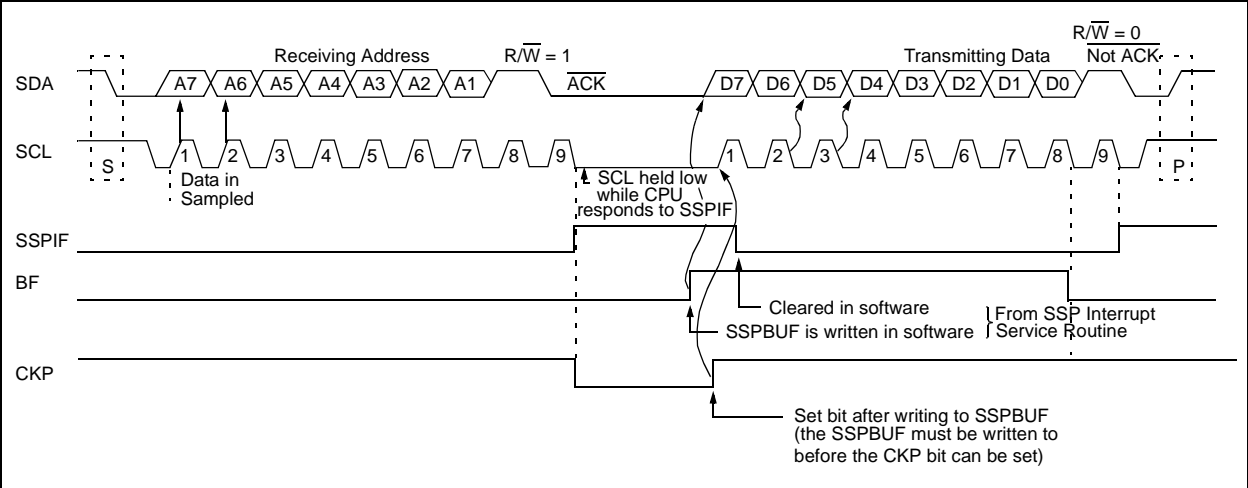 R/W = 0
Receiving Address R/W = 1 Transmitting Data Not ACK
SDA A7 A6 A5 A4 A3 A2 A1 ACK D7 D6 D5 D4 D3 D2 D1 D0
SCL S 1 2 3 4 5 6 7 8 9 1 2 3 4 5 6 7 8 9 P
Data in
Sampled
SCL held low
while CPU
responds to SSPIF
SSPIF
BF
Cleared in software
SSPBUF is written in software
From SSP Interrupt
Service Routine
CKP
Set bit after writing to SSPBUF
(the SSPBUF must be written to
before the CKP bit can be set)